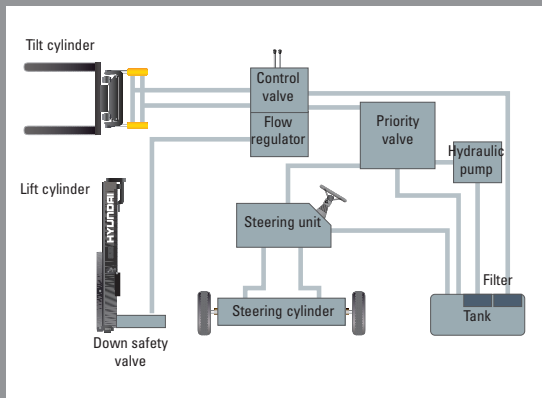 Tilt cylinder
Control
valve
Flow
regulator
Priority
valve
Hydraulic
pump
Lift cylinder
HYUNDAI
Steering unit
Filter
Steering cylinder
Tank
Down safety
valve